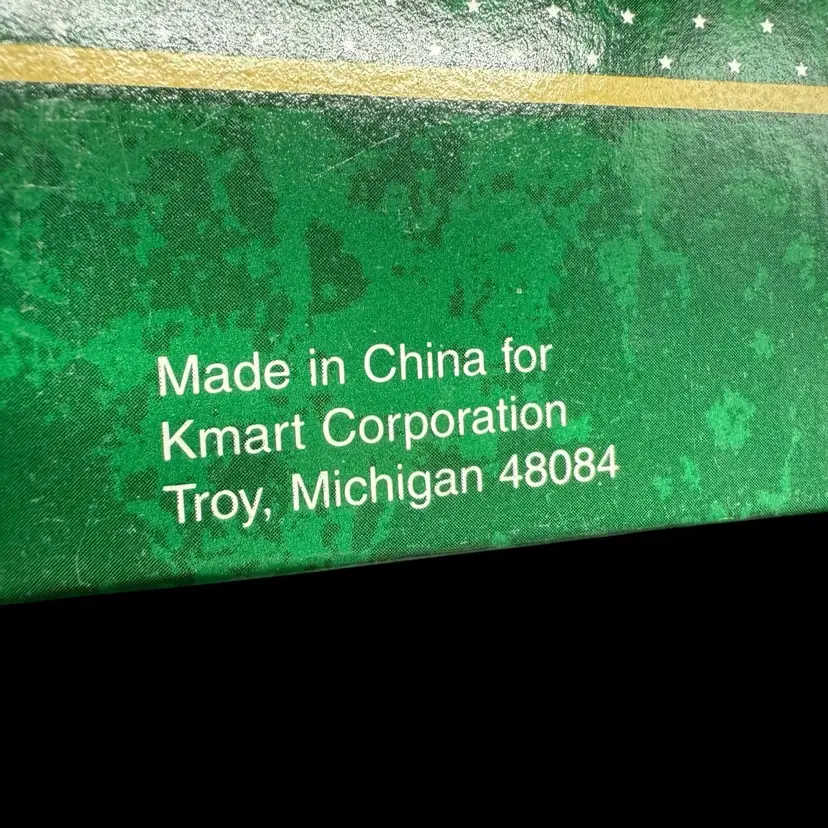 Made in China for
Kmart Corporation
Troy, Michigan 48084